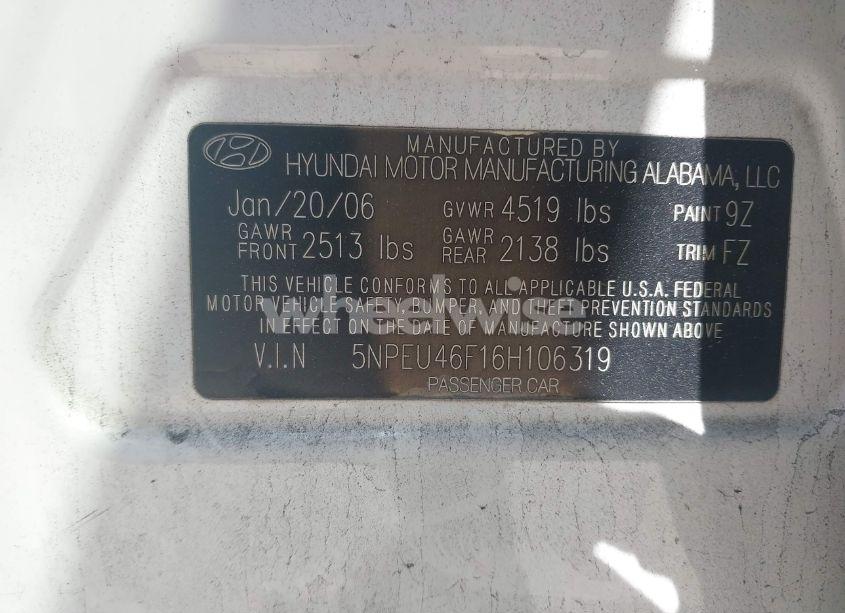 MANUFACTURED BY
HYUNDAI MOTOR MANUFACTURING ALABAMA, LLC
Jan/20/06 GVWR 4519 lbs PAINT 9Z
GAWR FRONT 2513 lbs GAWR REAR 2138 lbs TRIM FZ
THIS VEHICLE CONFORMS TO ALL APPLICABLE U.S.A. FEDERAL
MOTOR VEHICLE SAFETY, BUMPER, AND THEFT PREVENTION STANDARDS
IN EFFECT ON THE DATE OF MANUFACTURE SHOWN ABOVE
wheelwise
V.I.N 5NPEU46F16H106319
PASSENGER CAR